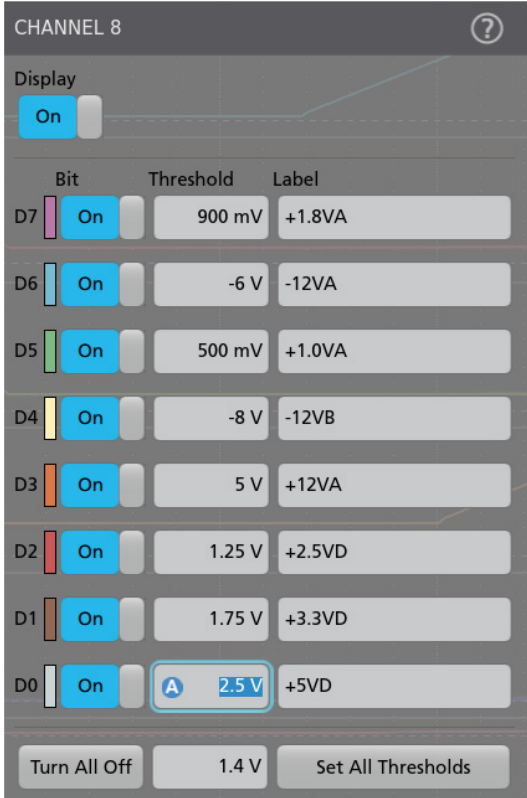 CHANNEL 8 ?
Display
On
Bit Threshold Label
D7 On 900 mV +1.8VA
D6 On -6 V -12VA
D5 On 500 mV +1.0VA
D4 On -8 V -12VB
D3 On 5 V +12VA
D2 On 1.25 V +2.5VD
D1 On 1.75 V +3.3VD
D0 On A 2.5 V +5VD
Turn All Off 1.4 V Set All Thresholds